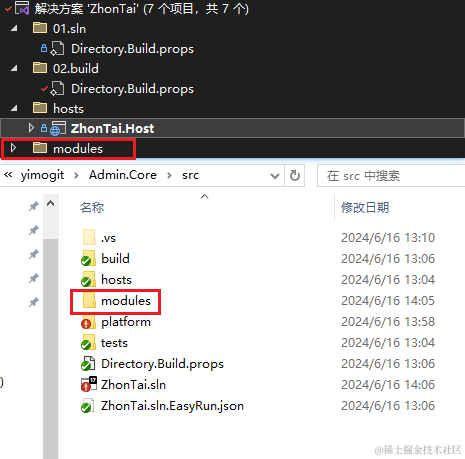 解决方案 'ZhonTai' (7 个项目，共 7 个)
01.sln
Directory.Build.props
02.build
Directory.Build.props
hosts
ZhonTai.Host
modules
« yimogit > Admin.Core > src
在 src 中搜索
名称 修改日期
.vs 2024/6/16 13:10
build 2024/6/16 13:06
hosts 2024/6/16 13:04
modules 2024/6/16 14:05
platform 2024/6/16 13:58
tests 2024/6/16 13:04
Directory.Build.props 2024/6/16 13:06
ZhonTai.sln 2024/6/16 14:06
ZhonTai.sln.EasyRun.json 2024/6/16 13:06
)
@稀土掘金技术社区